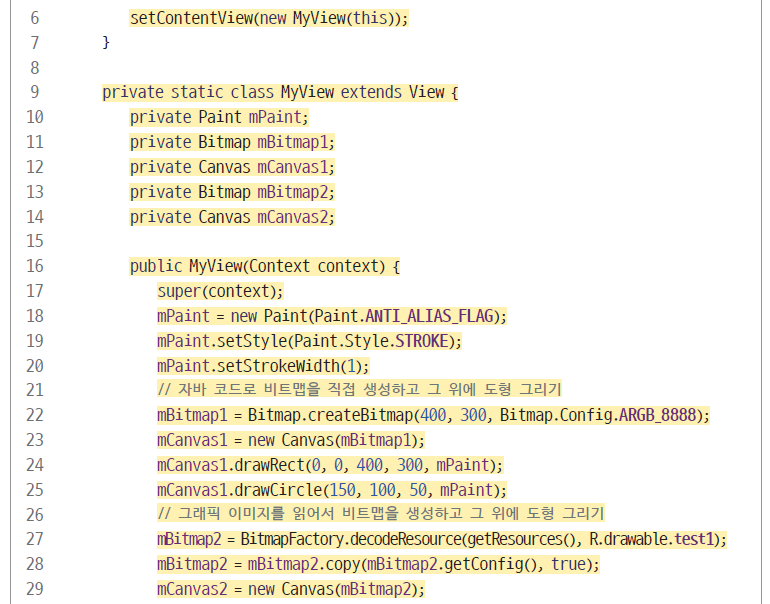 6 setContentView(new MyView(this));
7 }
8
9 private static class MyView extends View {
10 private Paint mPaint;
11 private Bitmap mBitmap1;
12 private Canvas mCanvas1;
13 private Bitmap mBitmap2;
14 private Canvas mCanvas2;
15
16 public MyView(Context context) {
17 super(context);
18 mPaint = new Paint(Paint.ANTI_ALIAS_FLAG);
19 mPaint.setStyle(Paint.Style.STROKE);
20 mPaint.setStrokeWidth(1);
21 // 자바 코드로 비트맵을 직접 생성하고 그 위에 도형 그리기
22 mBitmap1 = Bitmap.createBitmap(400, 300, Bitmap.Config.ARGB_8888);
23 mCanvas1 = new Canvas(mBitmap1);
24 mCanvas1.drawRect(0, 0, 400, 300, mPaint);
25 mCanvas1.drawCircle(150, 100, 50, mPaint);
26 // 그래픽 이미지를 읽어서 비트맵을 생성하고 그 위에 도형 그리기
27 mBitmap2 = BitmapFactory.decodeResource(getResources(), R.drawable.test1);
28 mBitmap2 = mBitmap2.copy(mBitmap2.getConfig(), true);
29 mCanvas2 = new Canvas(mBitmap2);